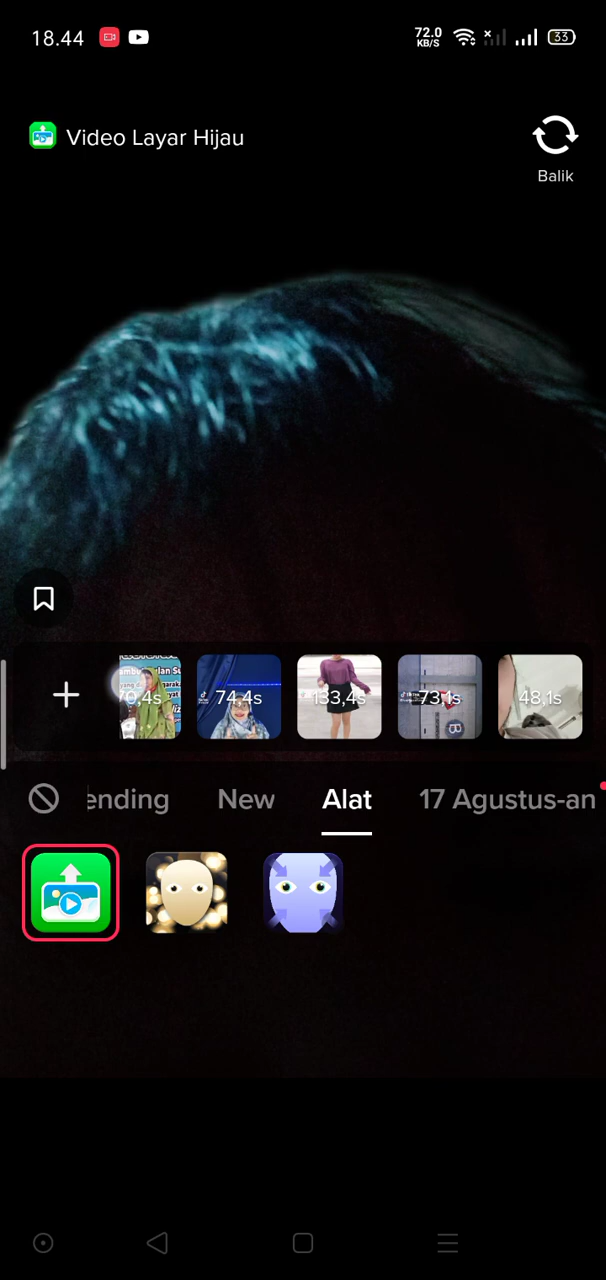 18.44
72.0
KB/S
33
Video Layar Hijau
Balik
74,4s
133,4s
73,1s
48,1s
ending
New
Alat
17 Agustus-an